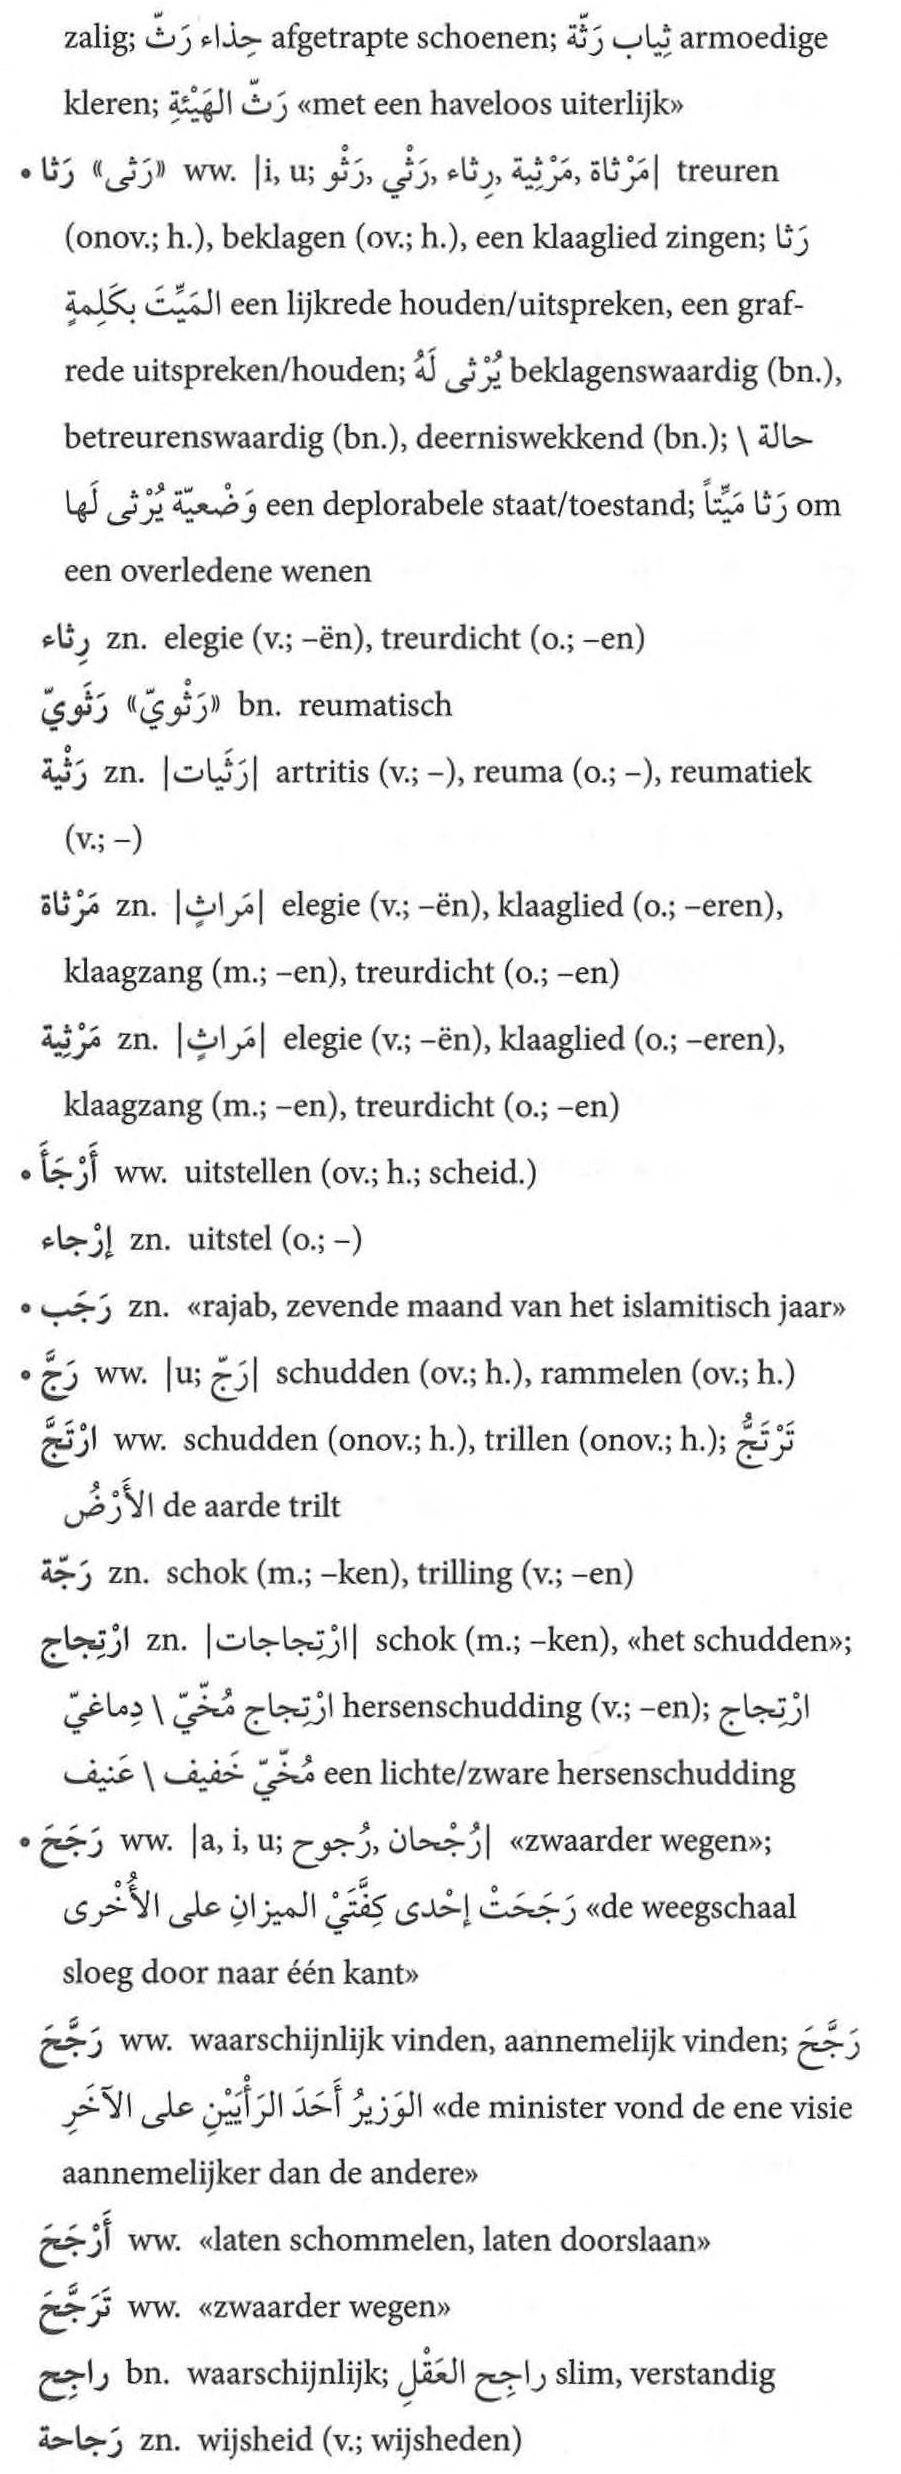 zalig; حِذاء رَثّ afgetrapte schoenen; ثِياب رَثّة armoedige
kleren; رَثّ الهَيْئةِ «met een haveloos uiterlijk»
• رَثا «رَثى» ww. |i, u; رَثْو, رَثْي, رِثاء, مَرْثِية, مَرْثاة| treuren
(onov.; h.), beklagen (ov.; h.), een klaaglied zingen; رَثا
المَيِّتَ بكَلِمةٍ een lijkrede houden/uitspreken, een graf-
rede uitspreken/houden; يُرْثى لَهُ beklagenswaardig (bn.),
betreurenswaardig (bn.), deerniswekkend (bn.); حالة \
وَضْعيّة يُرْثى لَها een deplorabele staat/toestand; رَثا مَيِّتاً om
een overledene wenen
رِثاء zn. elegie (v.; –ën), treurdicht (o.; –en)
رَثَويّ «رَثْويّ» bn. reumatisch
رَثْية zn. |رَثَيات| artritis (v.; –), reuma (o.; –), reumatiek
(v.; –)
مَرْثاة zn. |مَراثٍ| elegie (v.; –ën), klaaglied (o.; –eren),
klaagzang (m.; –en), treurdicht (o.; –en)
مَرْثِية zn. |مَراثٍ| elegie (v.; –ën), klaaglied (o.; –eren),
klaagzang (m.; –en), treurdicht (o.; –en)
• أَرْجَأَ ww. uitstellen (ov.; h.; scheid.)
إرْجاء zn. uitstel (o.; –)
• رَجَب zn. «rajab, zevende maand van het islamitisch jaar»
• رَجَّ ww. |u; رَجّ| schudden (ov.; h.), rammelen (ov.; h.)
ارْتَجَّ ww. schudden (onov.; h.), trillen (onov.; h.); تَرْتَجُّ
الأَرْضُ de aarde trilt
رَجّة zn. schok (m.; –ken), trilling (v.; –en)
ارْتِجاج zn. |ارْتِجاجات| schok (m.; –ken), «het schudden»;
ارْتِجاج مُخّيّ \ دِماغيّ hersenschudding (v.; –en); ارْتِجاج
مُخّيّ خَفيف \ عَنيف een lichte/zware hersenschudding
• رَجَحَ ww. |a, i, u; رُجوح, رُجْحان| «zwaarder wegen»;
رَجَحَتْ إحْدى كِفَّتَيْ الميزانِ على الأُخْرى «de weegschaal
sloeg door naar één kant»
رَجَّحَ ww. waarschijnlijk vinden, aannemelijk vinden; رَجَّحَ
الوَزيرُ أَحَدَ الرَأْيَيْنِ على الآخَرِ «de minister vond de ene visie
aannemelijker dan de andere»
أَرْجَحَ ww. «laten schommelen, laten doorslaan»
تَرَجَّحَ ww. «zwaarder wegen»
راجِح bn. waarschijnlijk; راجِح العَقْلِ slim, verstandig
رَجاحة zn. wijsheid (v.; wijsheden)